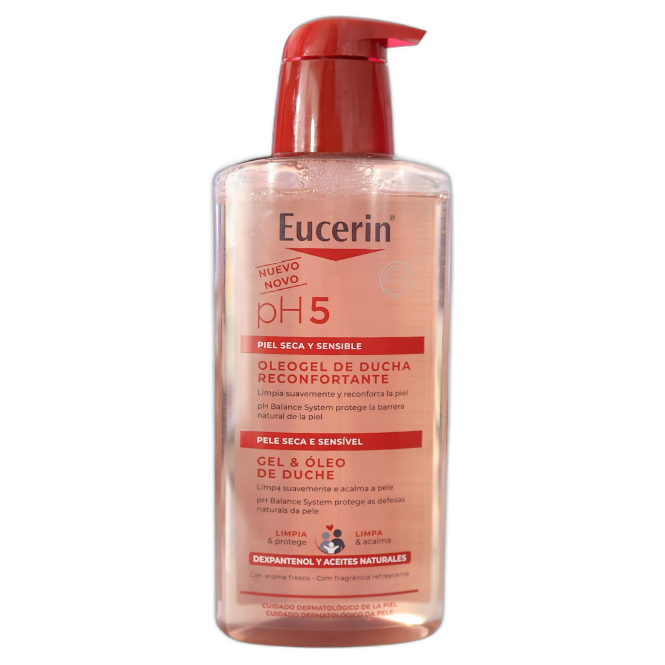 Eucerin®
NUEVO
NOVO
pH5
PIEL SECA Y SENSIBLE
OLEOGEL DE DUCHA
RECONFORTANTE
Limpia suavemente y reconforta la piel
pH Balance System protege la barrera
natural de la piel
PELE SECA E SENSÍVEL
GEL & ÓLEO
DE DUCHE
Limpa suavemente e acalma a pele
pH Balance System protege as defesas
naturais da pele
LIMPIA
& protege
LIMPA
& acalma
DEXPANTENOL Y ACEITES NATURALES
Con aroma fresco - Com fragrância refrescante
CUIDADO DERMATOLÓGICO DE LA PIEL
CUIDADO DERMATOLÓGICO DA PELE